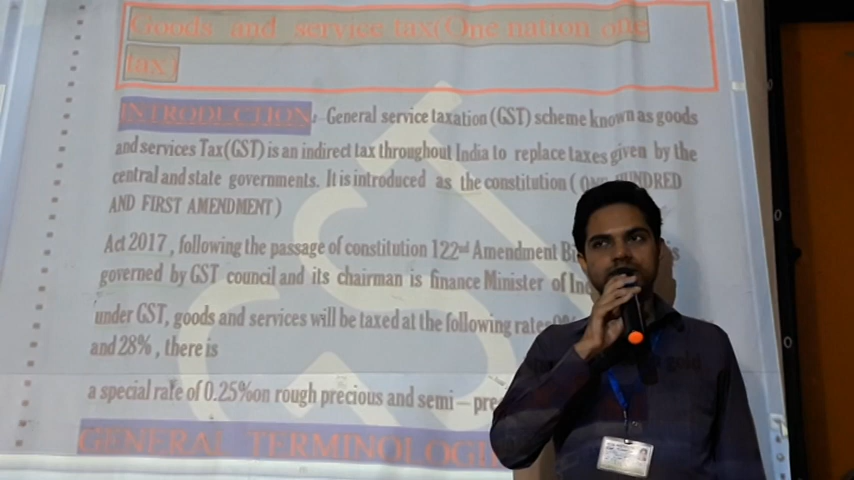 Goods and service tax(One nation one
tax)
INTRODUCTION: General service taxation (GST) scheme known as goods
and services Tax(GST) is an indirect tax throughout India to replace taxes given by the
central and state governments. It is introduced as the constitution ( ONE HUNDRED
AND FIRST AMENDMENT )
Act 2017 , following the passage of constitution 122nd Amendment
governed by GST council and its chairman is finance Minister of
under GST, goods and services will be taxed at the following
and 28% , there is
gold
a special rate of 0.25%on rough precious and semi –
GENERAL
GST